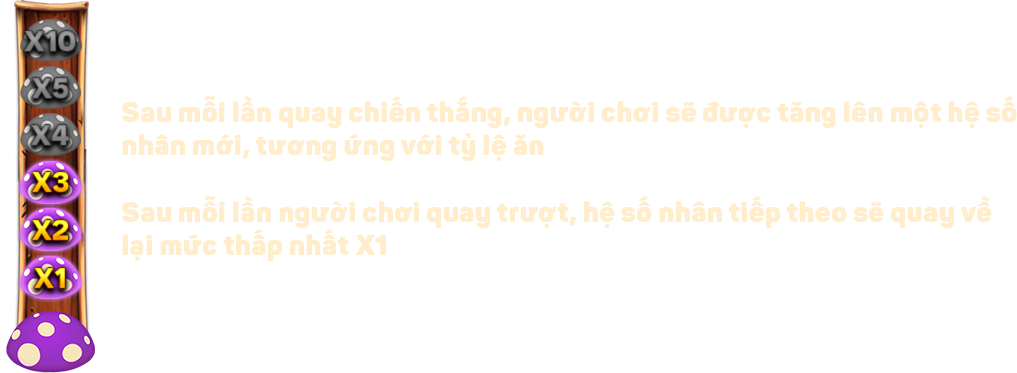 X10
X5
X4
X3
X2
X1
Sau mỗi lần quay chiến thắng, người chơi sẽ được tăng lên một hệ số
nhân mới, tương ứng với tỷ lệ ăn
Sau mỗi lần người chơi quay trượt, hệ số nhân tiếp theo sẽ quay về
lại mức thấp nhất X1